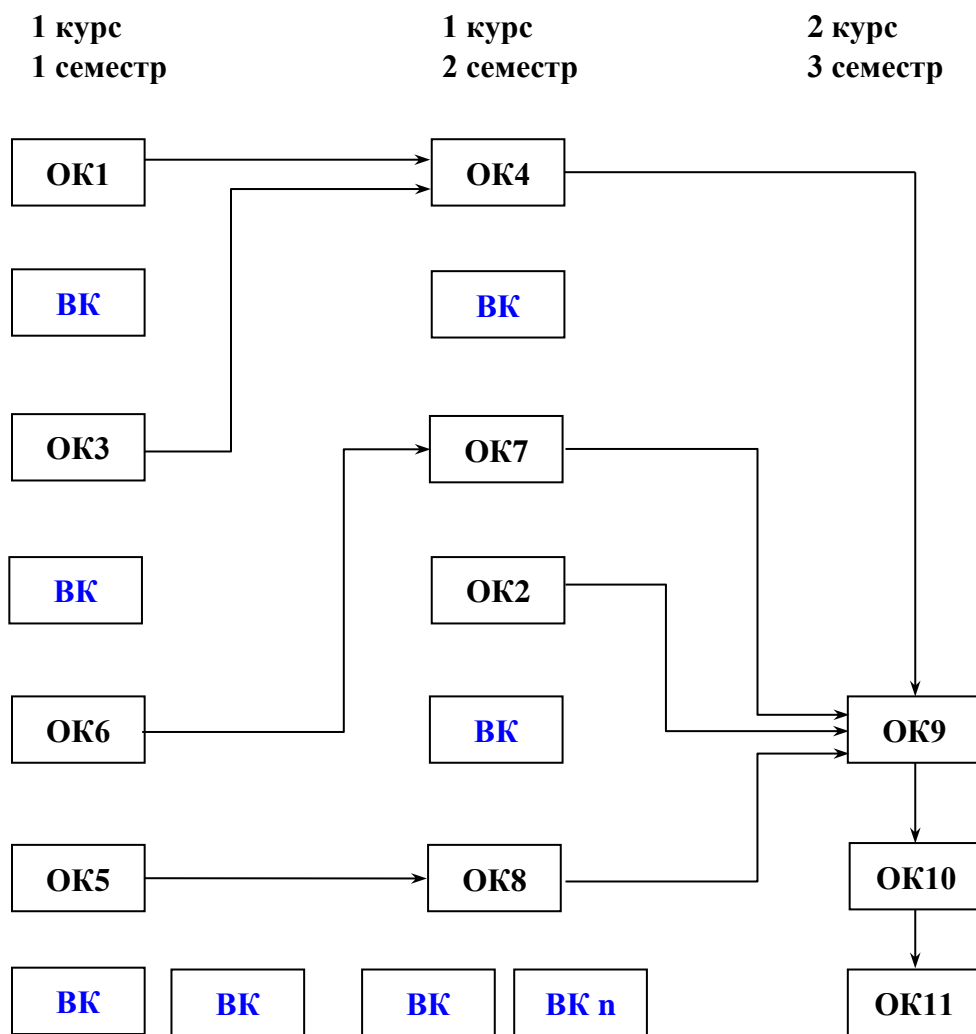 1 курс
1 семестр
1 курс
2 семестр
2 курс
3 семестр
ОК1
ОК4
ВК
ВК
ОК3
ОК7
ВК
ОК2
ОК6
ВК
ОК9
ОК5
ОК8
ОК10
ВК
ВК
ВК
ВК n
ОК11